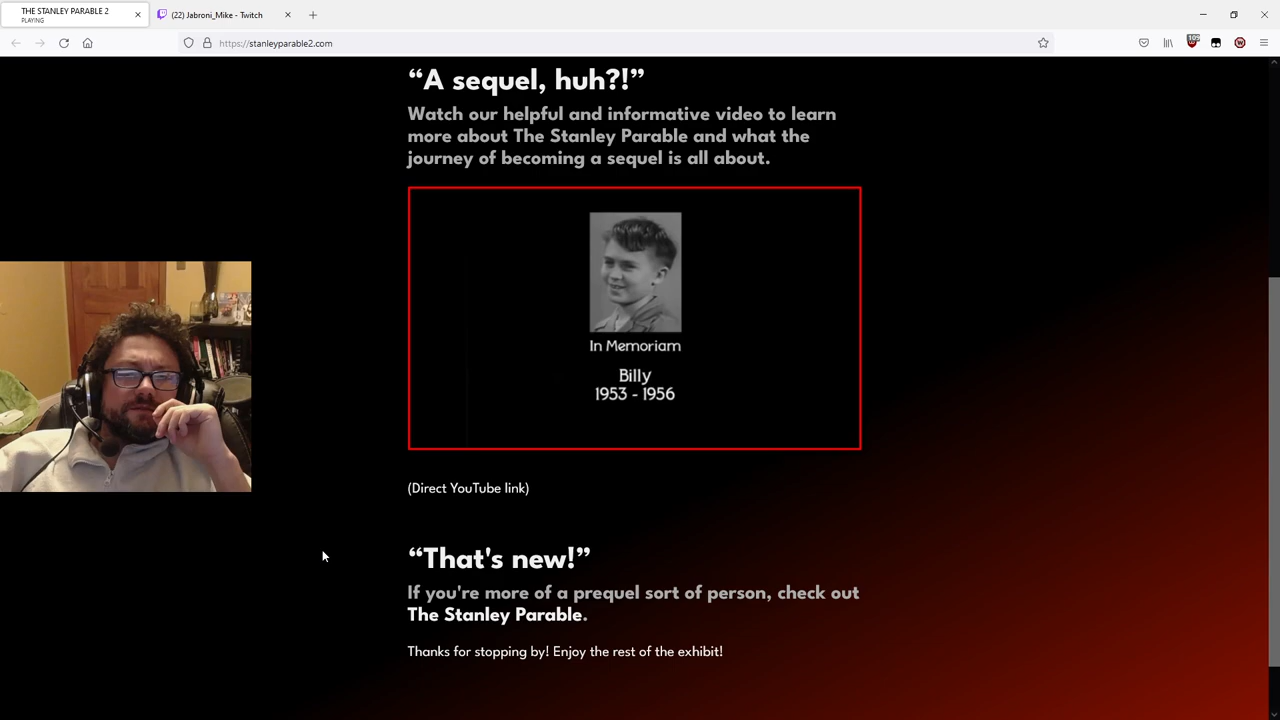 THE STANLEY PARABLE 2
PLAYING
(22) Jabroni_Mike - Twitch
https://stanleyparable2.com
109
“A sequel, huh?!”
Watch our helpful and informative video to learn
more about The Stanley Parable and what the
journey of becoming a sequel is all about.
In Memoriam
Billy
1953 - 1956
(Direct YouTube link)
“That's new!”
If you're more of a prequel sort of person, check out
The Stanley Parable.
Thanks for stopping by! Enjoy the rest of the exhibit!